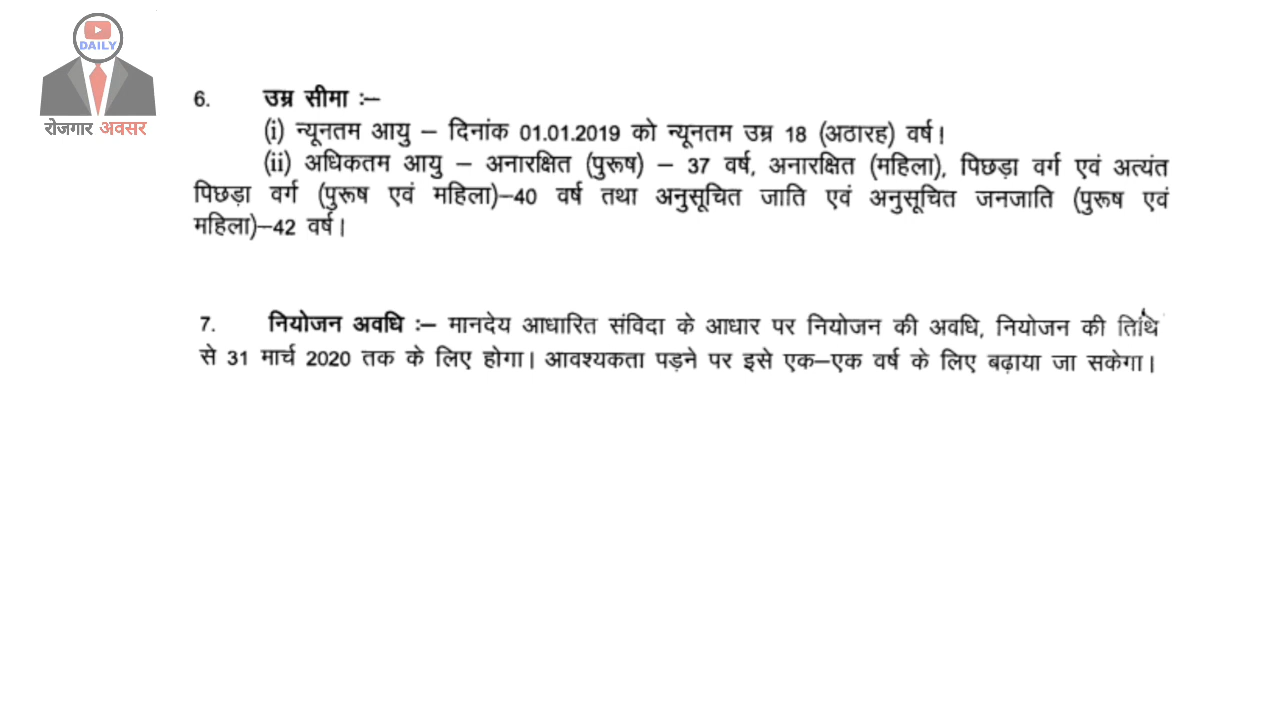 DAILY
रोजगार अवसर
6. उम्र सीमा :–
(i) न्यूनतम आयु – दिनांक 01.01.2019 को न्यूनतम उम्र 18 (अठारह) वर्ष।
(ii) अधिकतम आयु – अनारक्षित (पुरूष) – 37 वर्ष, अनारक्षित (महिला), पिछड़ा वर्ग एवं अत्यंत
पिछड़ा वर्ग (पुरूष एवं महिला)–40 वर्ष तथा अनुसूचित जाति एवं अनुसूचित जनजाति (पुरूष एवं
महिला)–42 वर्ष।
7. नियोजन अवधि :– मानदेय आधारित संविदा के आधार पर नियोजन की अवधि, नियोजन की तिथि
से 31 मार्च 2020 तक के लिए होगा। आवश्यकता पड़ने पर इसे एक–एक वर्ष के लिए बढ़ाया जा सकेगा।